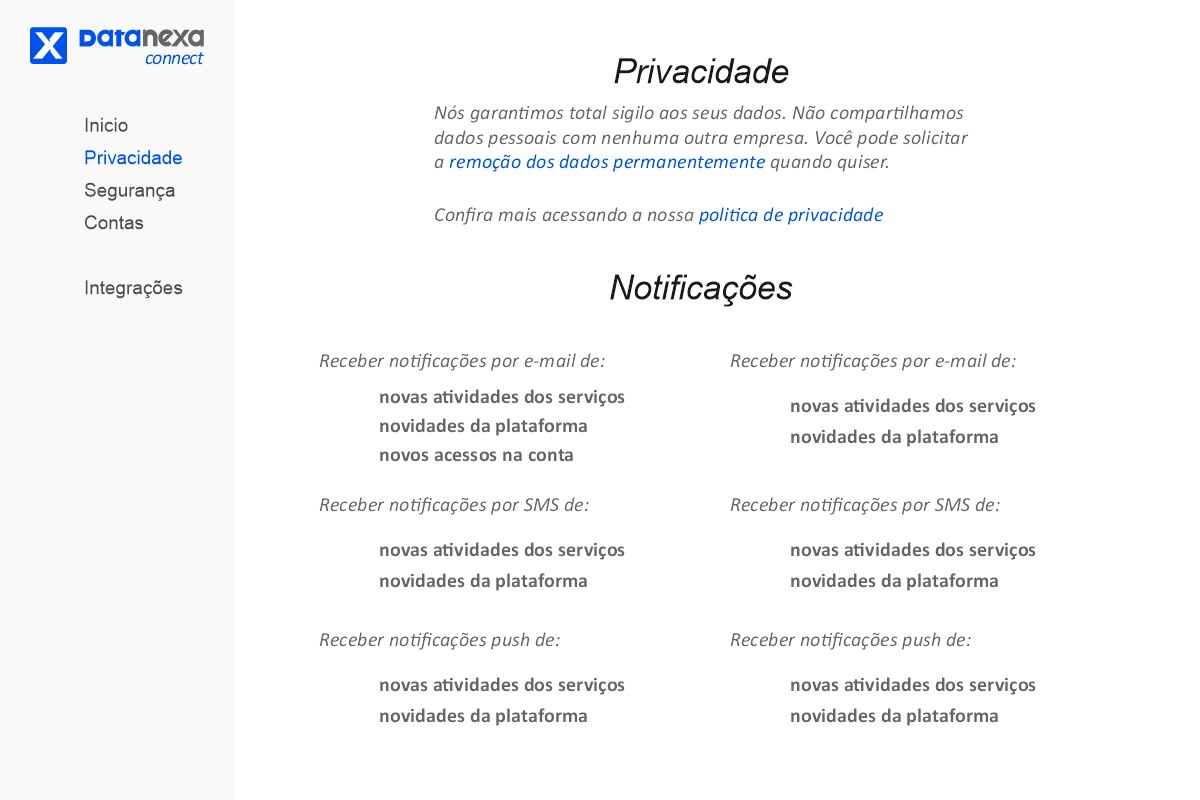 X Datanexa
connect
Inicio
Privacidade
Segurança
Contas
Integrações
Privacidade
Nós garantimos total sigilo aos seus dados. Não compartilhamos
dados pessoais com nenhuma outra empresa. Você pode solicitar
a remoção dos dados permanentemente quando quiser.
Confira mais acessando a nossa politica de privacidade
Notificações
Receber notificações por e-mail de:
novas atividades dos serviços
novidades da plataforma
novos acessos na conta
Receber notificações por SMS de:
novas atividades dos serviços
novidades da plataforma
Receber notificações push de:
novas atividades dos serviços
novidades da plataforma
Receber notificações por e-mail de:
novas atividades dos serviços
novidades da plataforma
Receber notificações por SMS de:
novas atividades dos serviços
novidades da plataforma
Receber notificações push de:
novas atividades dos serviços
novidades da plataforma